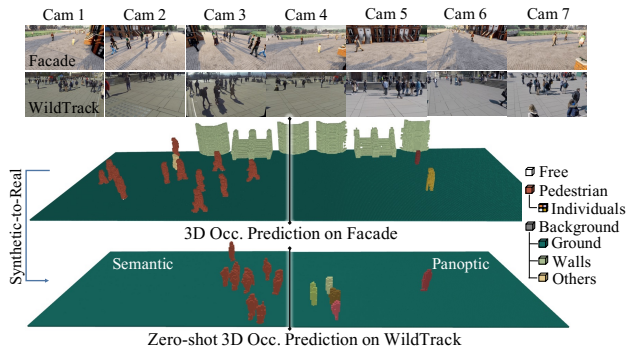 Cam 1 Cam 2 Cam 3 Cam 4 Cam 5 Cam 6 Cam 7
Facade
WildTrack
Synthetic-to-Real
3D Occ. Prediction on Facade
Semantic
Panoptic
Zero-shot 3D Occ. Prediction on WildTrack
Free
Pedestrian
Individuals
Background
Ground
Walls
Others